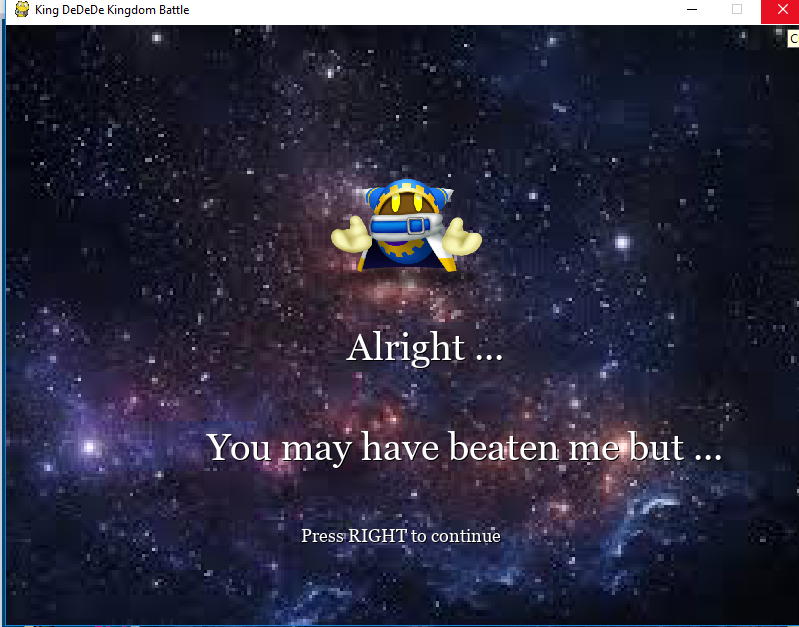 King DeDeDe Kingdom Battle
C
Alright ...
You may have beaten me but ...
Press RIGHT to continue